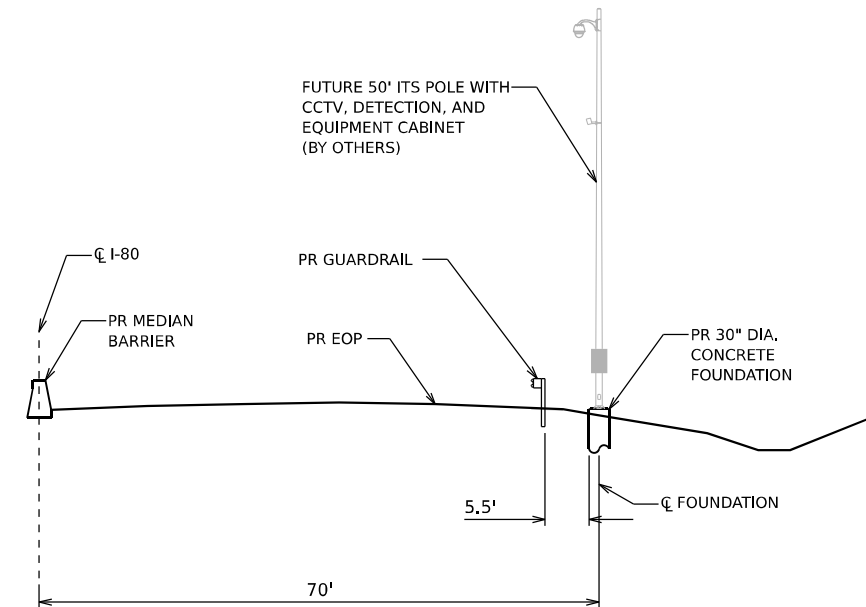 FUTURE 50' ITS POLE WITH
CCTV, DETECTION, AND
EQUIPMENT CABINET
(BY OTHERS)
℄ I-80
PR GUARDRAIL
PR MEDIAN
BARRIER
PR EOP
PR 30" DIA.
CONCRETE
FOUNDATION
5.5'
℄ FOUNDATION
70'